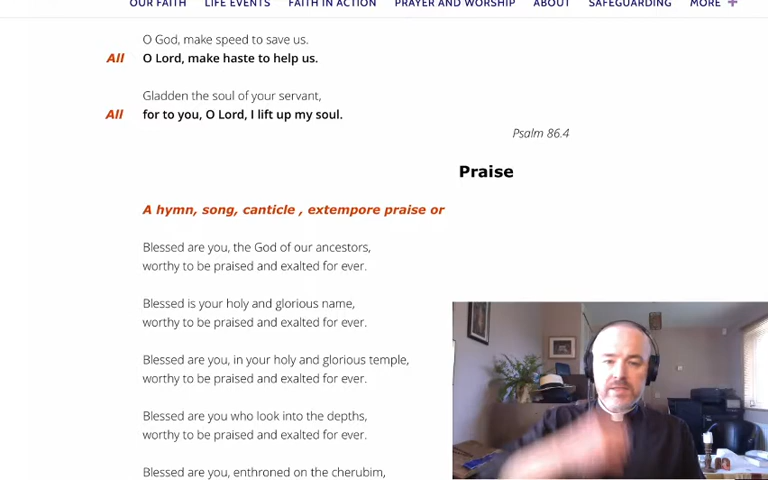 OUR FAITH LIFE EVENTS FAITH IN ACTION PRAYER AND WORSHIP ABOUT SAFEGUARDING MORE +
O God, make speed to save us.
All O Lord, make haste to help us.
Gladden the soul of your servant,
All for to you, O Lord, I lift up my soul.
Psalm 86.4
Praise
A hymn, song, canticle , extempore praise or
Blessed are you, the God of our ancestors,
worthy to be praised and exalted for ever.
Blessed is your holy and glorious name,
worthy to be praised and exalted for ever.
Blessed are you, in your holy and glorious temple,
worthy to be praised and exalted for ever.
Blessed are you who look into the depths,
worthy to be praised and exalted for ever.
Blessed are you, enthroned on the cherubim,